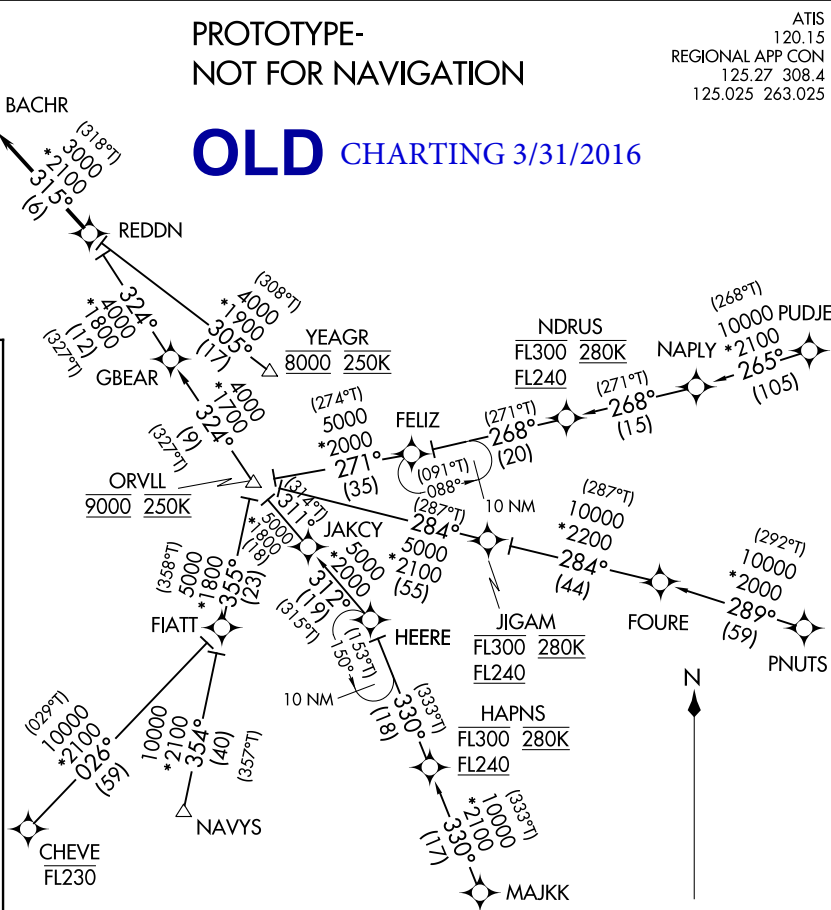 PROTOTYPE-
NOT FOR NAVIGATION
ATIS
120.15
REGIONAL APP CON
125.27 308.4
125.025 263.025
OLD CHARTING 3/31/2016
BACHR
(318°T)
3000
*2100
315°
(6)
REDDN
(308°T)
4000
*1900
305°
(17)
YEAGR
8000 250K
324°
4000
*1800
(12)
(327°T)
GBEAR
4000
*1700
324°
(9)
(327°T)
ORVLL
9000 250K
NDRUS
FL300 280K
FL240
NAPLY
PUDJE
(268°T)
10000
*2100
265°
(105)
(271°T)
268°
(15)
(271°T)
268°
(20)
FELIZ
(274°T)
5000
*2000
271°
(35)
(091°T)
088°
10 NM
(287°T)
284°
5000
*2100
(55)
JIGAM
FL300 280K
FL240
(287°T)
10000
*2200
284°
(44)
FOURE
(292°T)
10000
*2000
289°
(59)
PNUTS
(314°T)
311°
5000
*1800
(18)
JAKCY
5000
*2000
312°
(19)
(315°T)
HEERE
(153°T)
150°
10 NM
(333°T)
330°
(18)
HAPNS
FL300 280K
FL240
(333°T)
10000
*2100
330°
(17)
MAJKK
(358°T)
5000
*1800
355°
(23)
FIATT
(029°T)
10000
*2100
026°
(59)
CHEVE
FL230
10000
*2100
354°
(40)
(357°T)
NAVYS
N